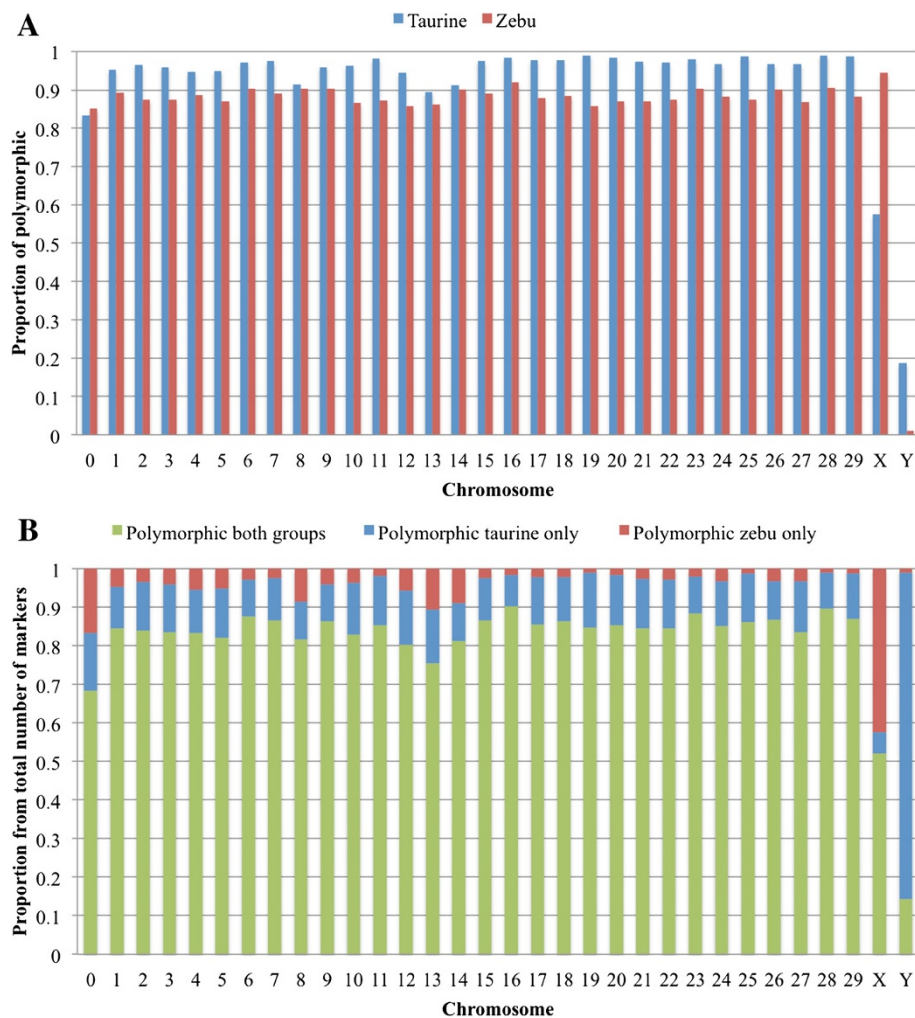 A
Taurine Zebu
Proportion of polymorphic
1
0.9
0.8
0.7
0.6
0.5
0.4
0.3
0.2
0.1
0
0 1 2 3 4 5 6 7 8 9 10 11 12 13 14 15 16 17 18 19 20 21 22 23 24 25 26 27 28 29 X Y
Chromosome
B
Polymorphic both groups Polymorphic taurine only Polymorphic zebu only
Proportion from total number of markers
1
0.9
0.8
0.7
0.6
0.5
0.4
0.3
0.2
0.1
0
0 1 2 3 4 5 6 7 8 9 10 11 12 13 14 15 16 17 18 19 20 21 22 23 24 25 26 27 28 29 X Y
Chromosome